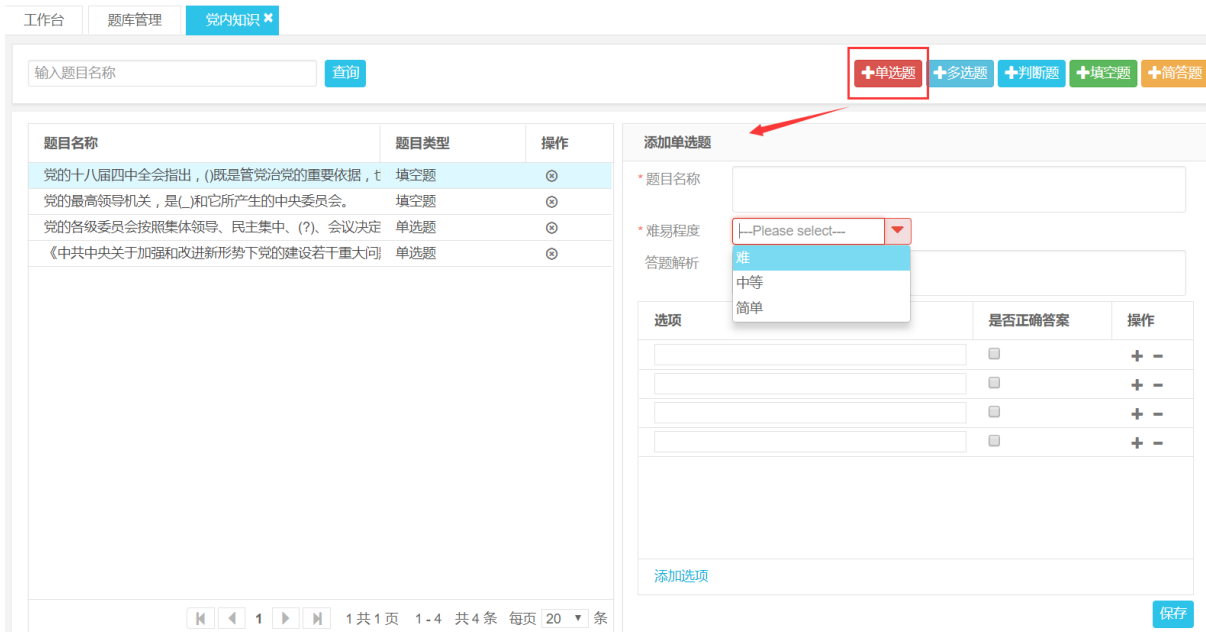 工作台 题库管理 党内知识
输入题目名称 查询 单选题 多选题 判断题 填空题 简答题
题目名称 题目类型 操作
党的十八届四中全会指出，()既是管党治党的重要依据，t 填空题
党的最高领导机关，是(_)和它所产生的中央委员会。 填空题
党的各级委员会按照集体领导、民主集中、(?)、会议决定 单选题
《中共中央关于加强和改进新形势下党的建设若干重大问 单选题
1 1共1页 1-4 共4条 每页 20 条
添加单选题
*题目名称
*难易程度 ---Please select---
难
中等
简单
答题解析
选项 是否正确答案 操作
添加选项
保存